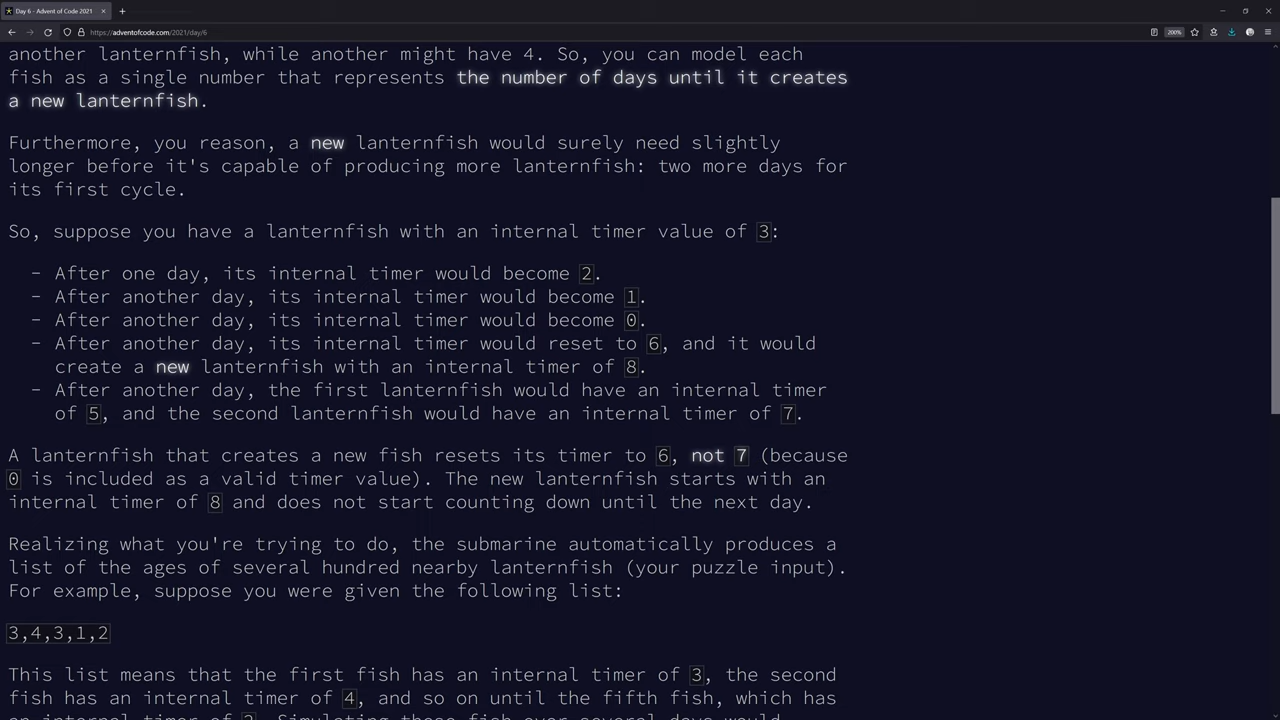 Day 6 - Advent of Code 2021
https://adventofcode.com/2021/day/6
200%
another lanternfish, while another might have 4. So, you can model each
fish as a single number that represents the number of days until it creates
a new lanternfish.
Furthermore, you reason, a new lanternfish would surely need slightly
longer before it's capable of producing more lanternfish: two more days for
its first cycle.
So, suppose you have a lanternfish with an internal timer value of 3:
- After one day, its internal timer would become 2.
- After another day, its internal timer would become 1.
- After another day, its internal timer would become 0.
- After another day, its internal timer would reset to 6, and it would
create a new lanternfish with an internal timer of 8.
- After another day, the first lanternfish would have an internal timer
of 5, and the second lanternfish would have an internal timer of 7.
A lanternfish that creates a new fish resets its timer to 6, not 7 (because
0 is included as a valid timer value). The new lanternfish starts with an
internal timer of 8 and does not start counting down until the next day.
Realizing what you're trying to do, the submarine automatically produces a
list of the ages of several hundred nearby lanternfish (your puzzle input).
For example, suppose you were given the following list:
3,4,3,1,2
This list means that the first fish has an internal timer of 3, the second
fish has an internal timer of 4, and so on until the fifth fish, which has
an internal timer of 2. Simulating these fish over several days would